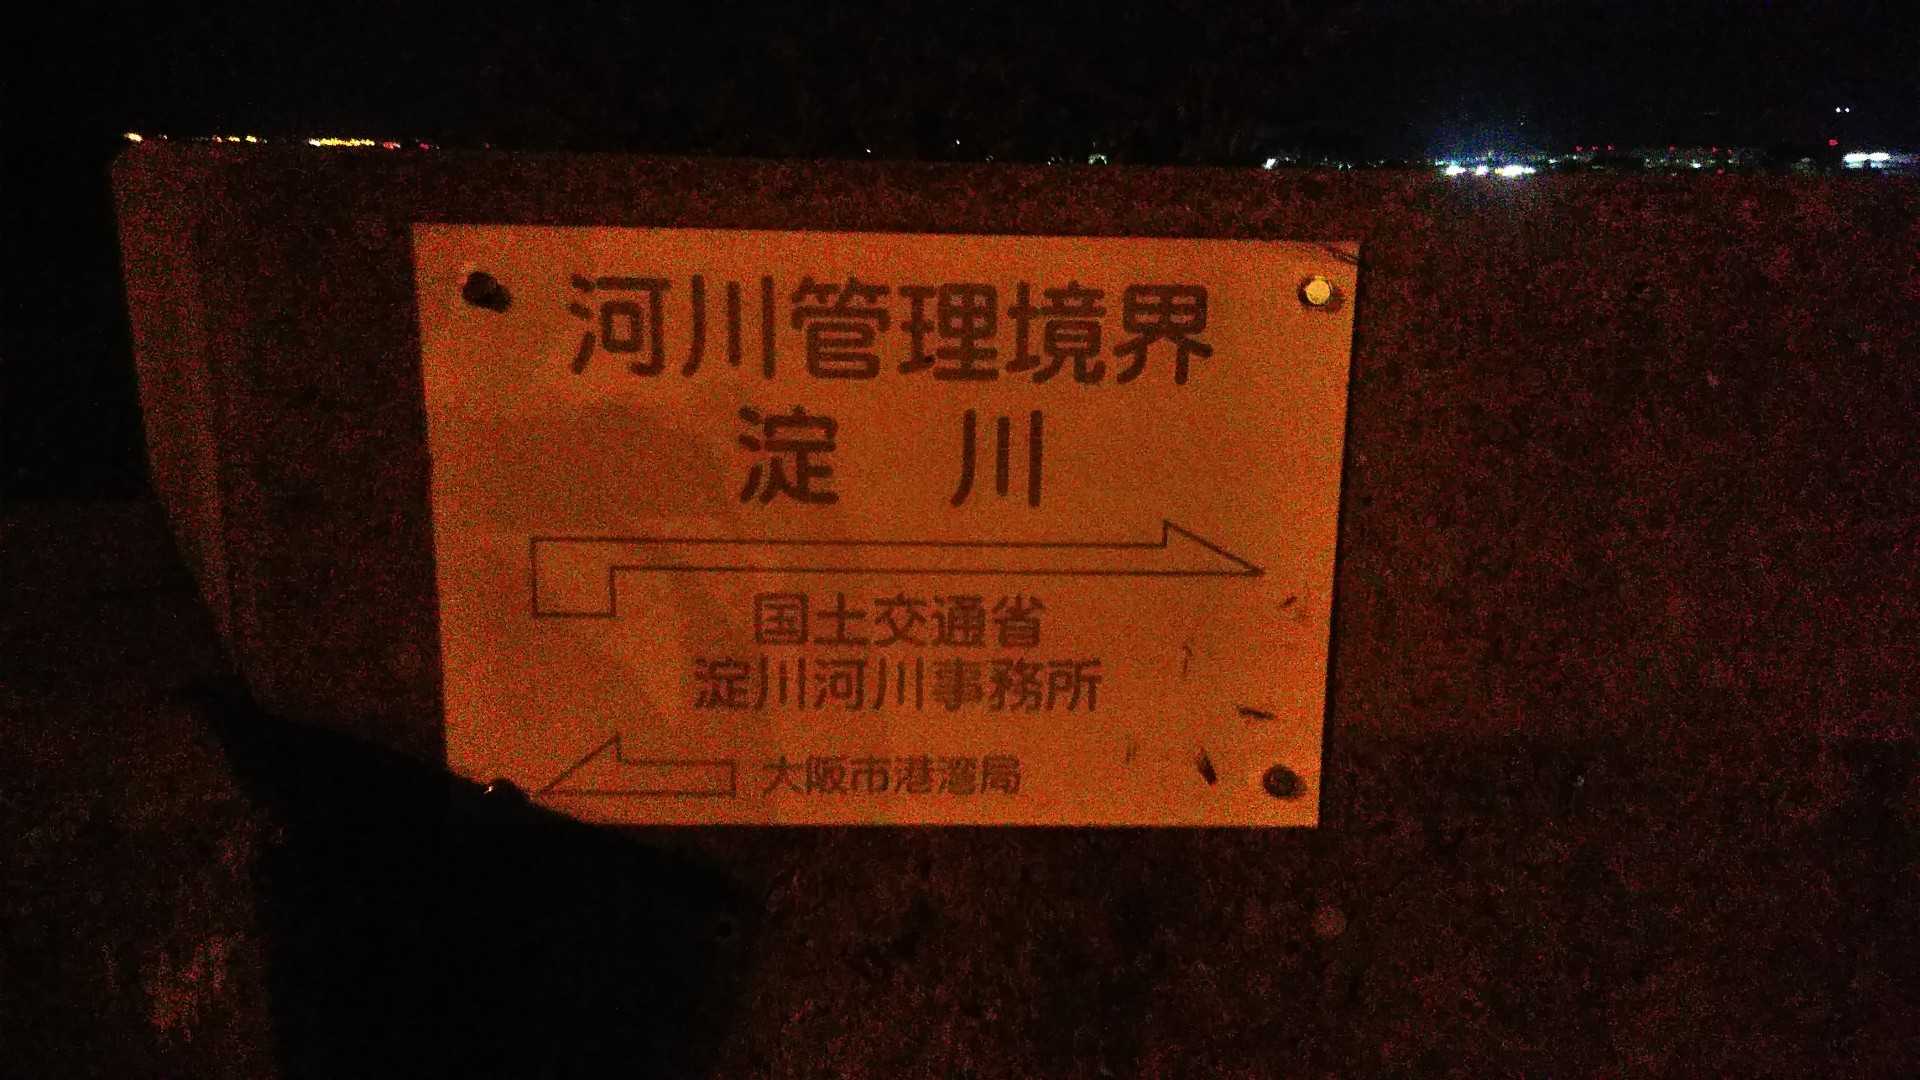 河川管理境界
淀 川
国土交通省
淀川河川事務所
大阪市港湾局